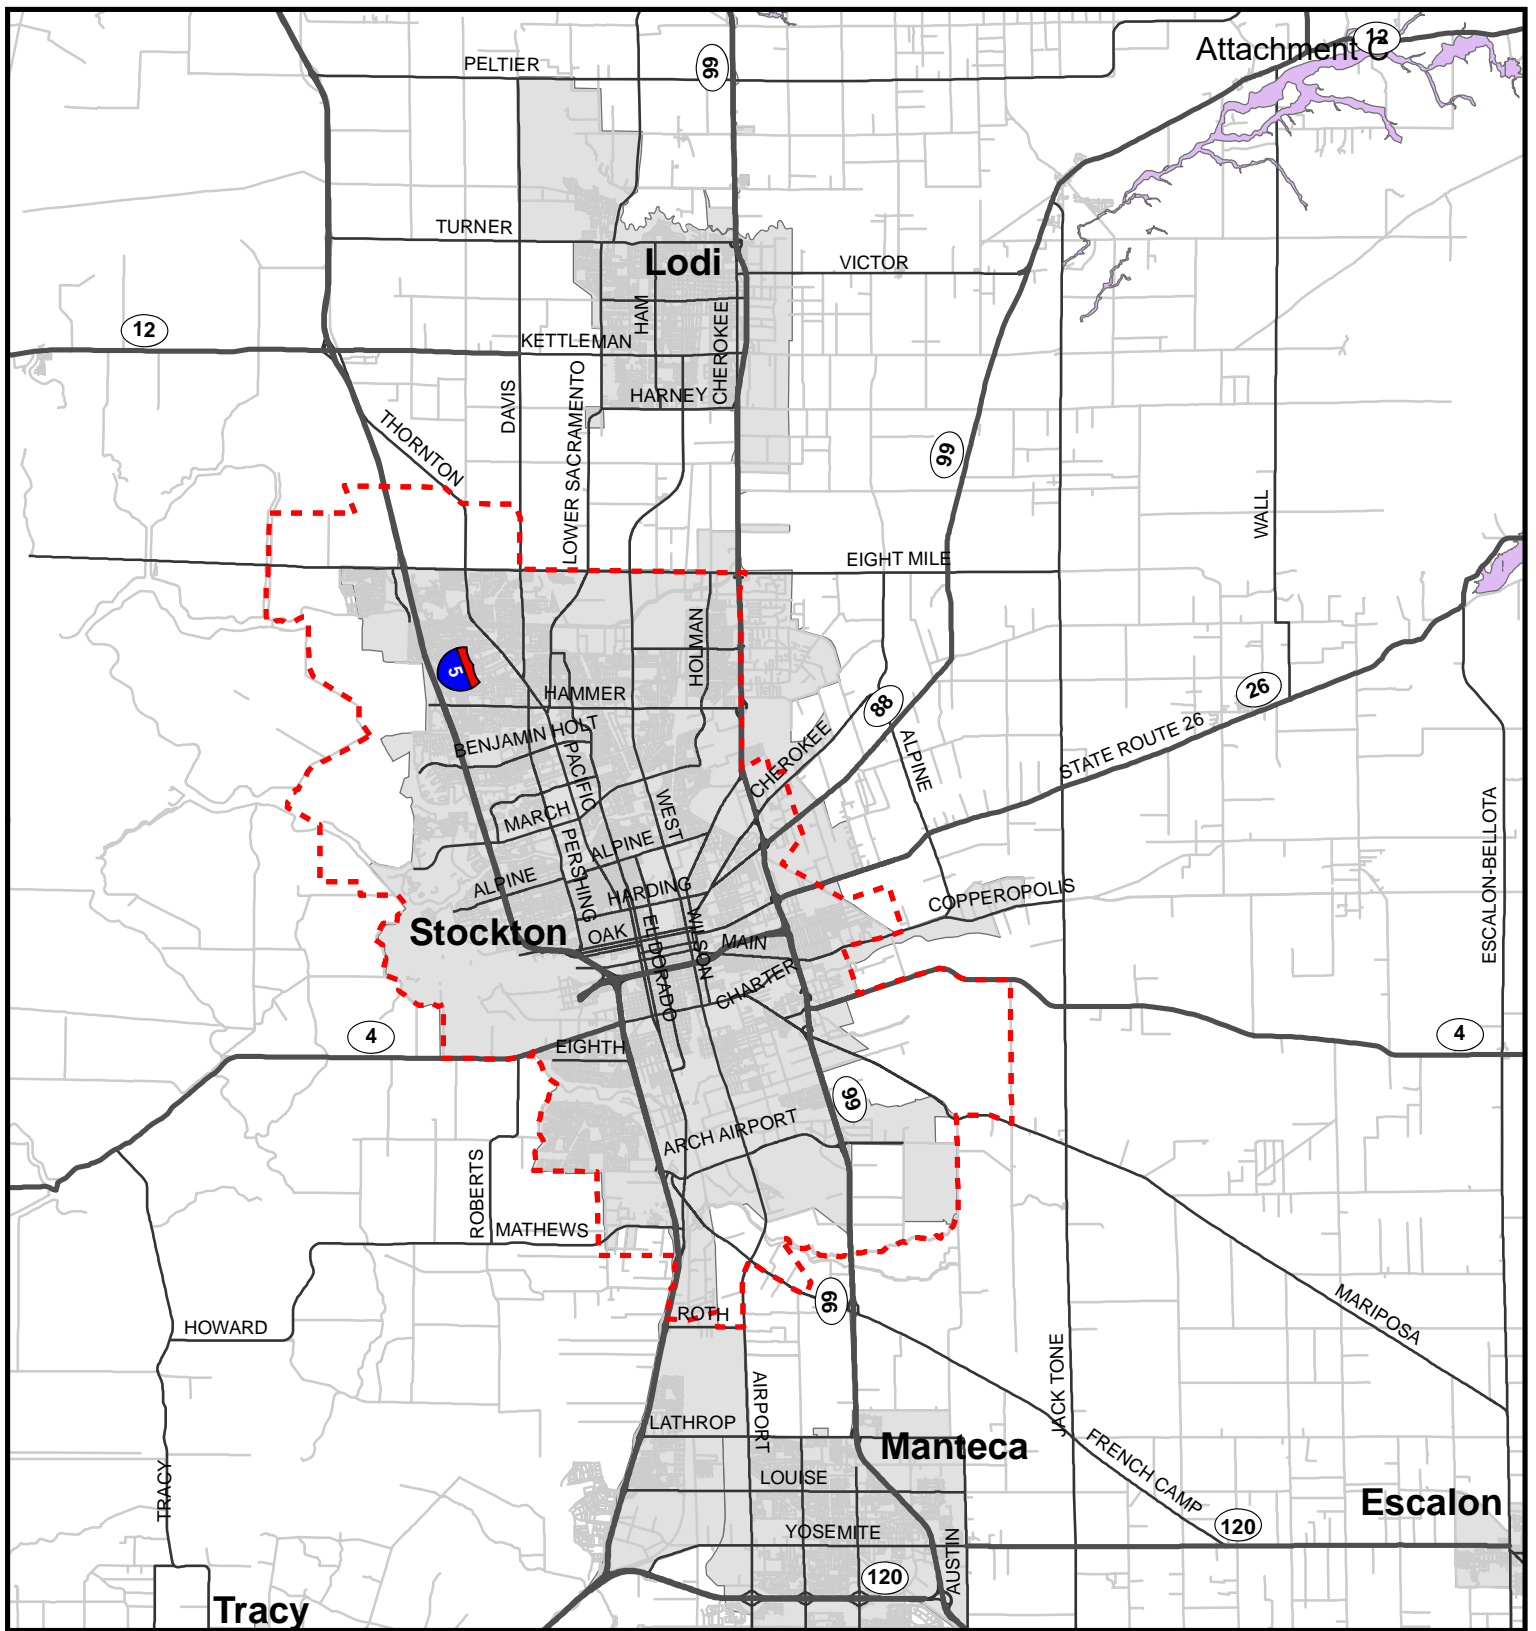 Attachment C
12
PELTIER
99
TURNER
Lodi
VICTOR
HAM
CHEROKEE
12
KETTLEMAN
HARNEY
DAVIS
LOWER SACRAMENTO
THORNTON
99
WALL
EIGHT MILE
HOLMAN
5
HAMMER
BENJAMIN HOLT
PACIFIC
88
26
CHEROKEE
ALPINE
STATE ROUTE 26
MARCH
WEST
PERSHING
ALPINE
ALPINE
HARDING
COPPEROPOLIS
ESCALON-BELLOTA
Stockton
OAK
EL DORADO
WILSON
MAIN
CHARTER
4
EIGHTH
4
99
ARCH AIRPORT
ROBERTS
MATHEWS
99
ROTH
HOWARD
MARIPOSA
JACK TONE
AIRPORT
LATHROP
Manteca
FRENCH CAMP
LOUISE
TRACY
Escalon
120
YOSEMITE
AUSTIN
120
Tracy